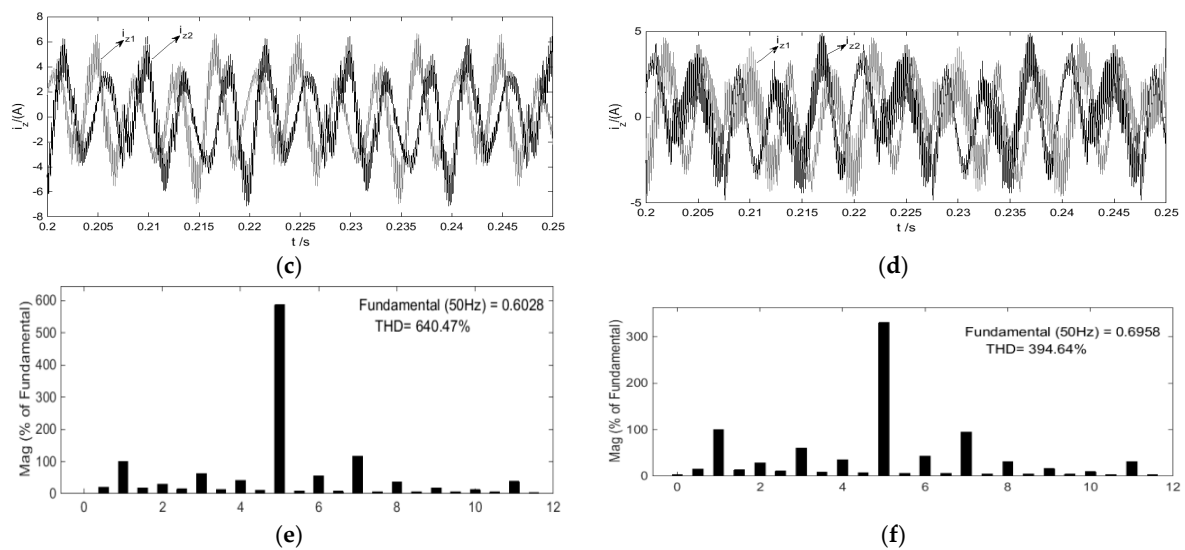 8
6
4
2
0
-2
-4
-6
-8
i_z/(A)
i_z1
i_z2
0.2 0.205 0.21 0.215 0.22 0.225 0.23 0.235 0.24 0.245 0.25
t /s
(c)
5
0
-5
i_z/(A)
i_z1
i_z2
0.2 0.205 0.21 0.215 0.22 0.225 0.23 0.235 0.24 0.245 0.25
t /s
(d)
600
500
400
300
200
100
0
Mag (% of Fundamental)
Fundamental (50Hz) = 0.6028
THD= 640.47%
0 2 4 6 8 10 12
(e)
300
200
100
0
Mag (% of Fundamental)
Fundamental (50Hz) = 0.6958
THD= 394.64%
0 2 4 6 8 10 12
(f)